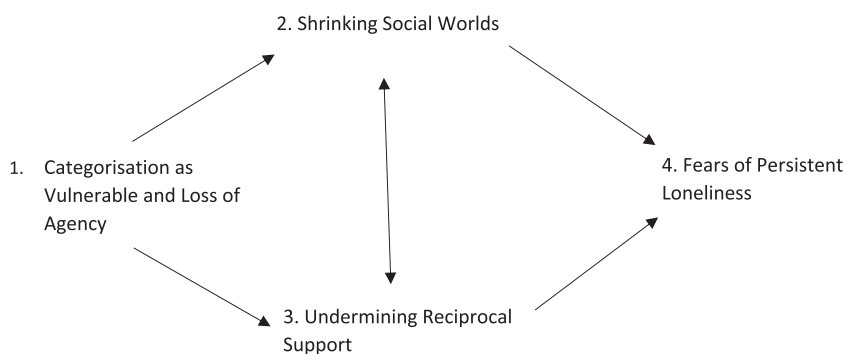 2. Shrinking Social Worlds
1. Categorisation as
Vulnerable and Loss of
Agency
4. Fears of Persistent
Loneliness
3. Undermining Reciprocal
Support